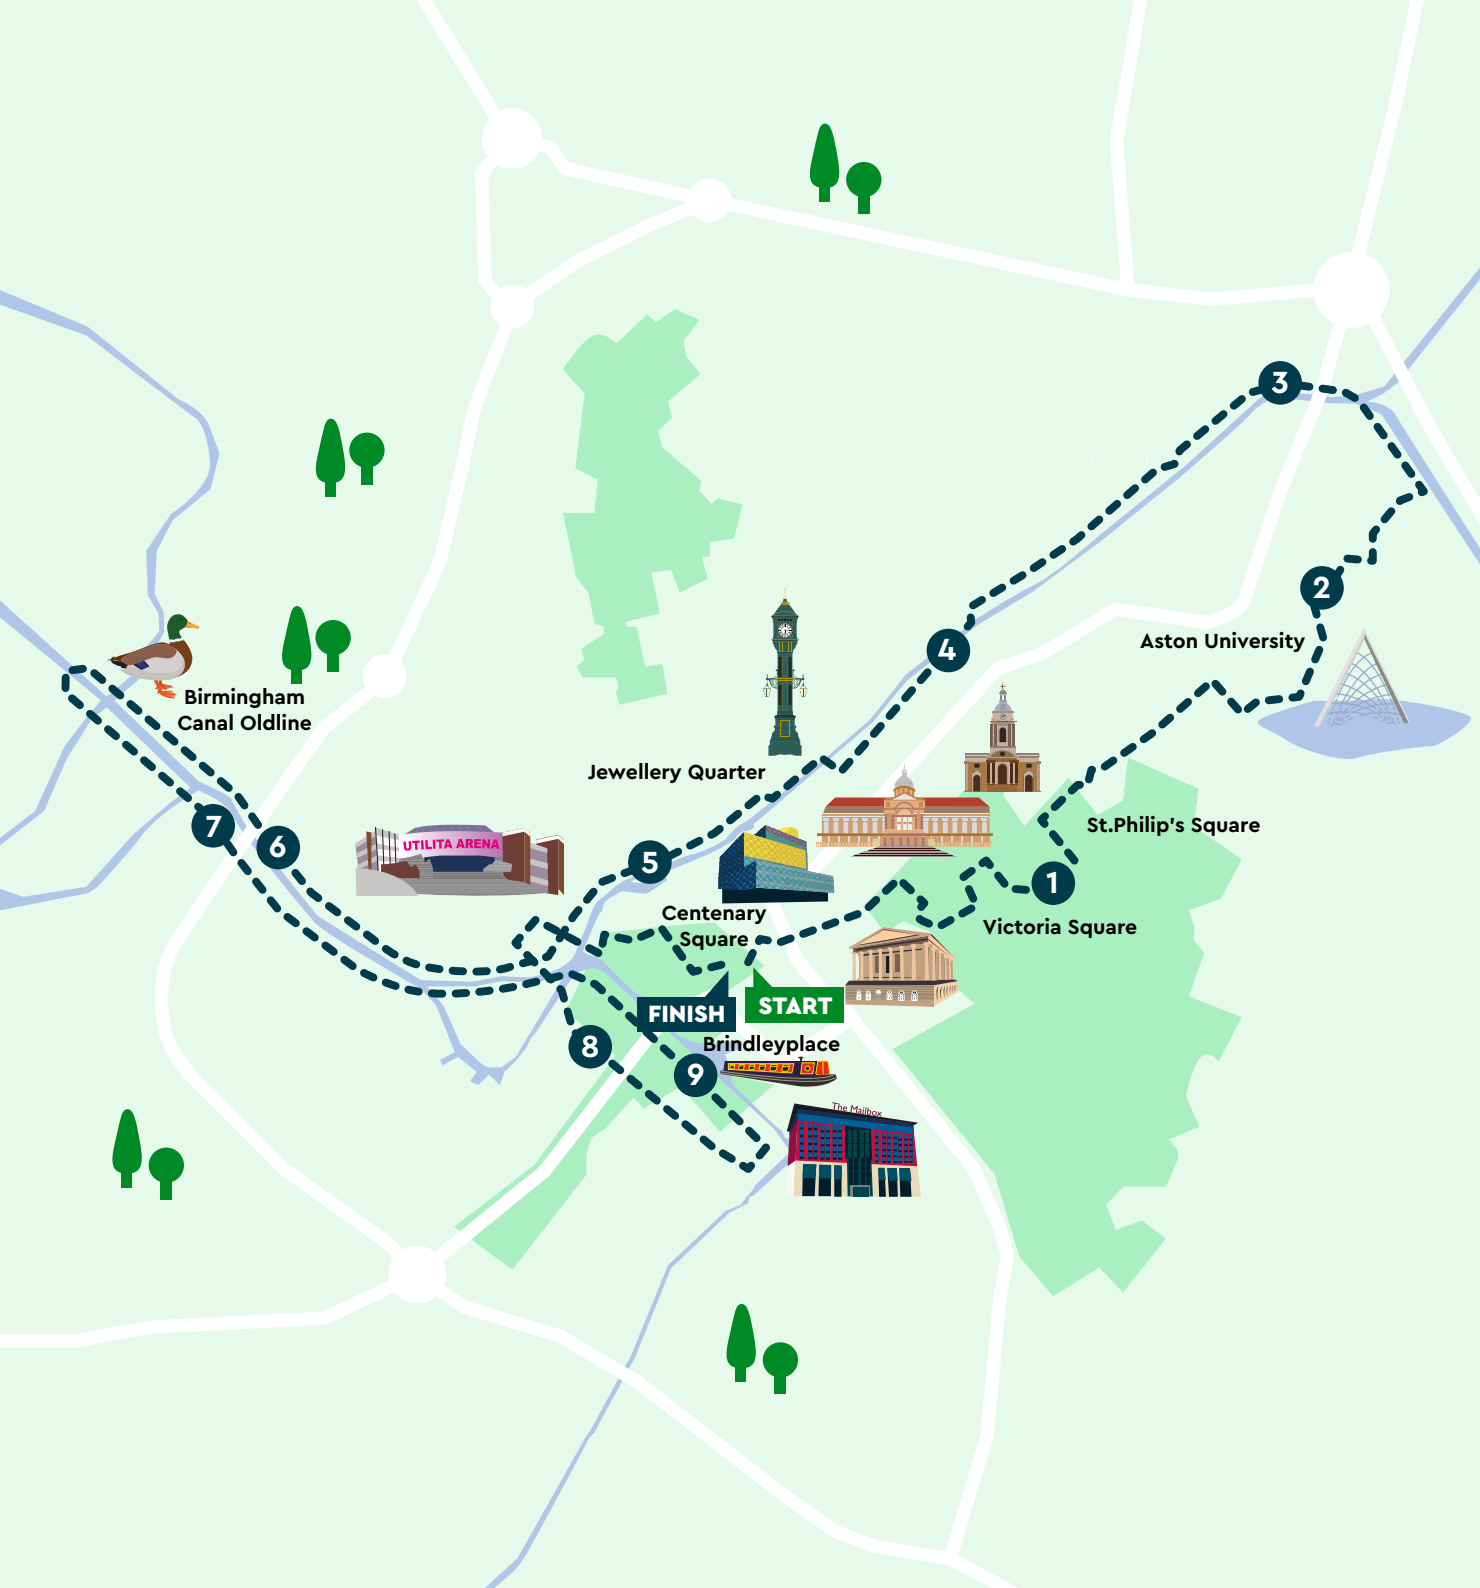 3
2
Aston University
4
Birmingham
Canal Oldline
Jewellery Quarter
St.Philip's Square
7
6
UTILITA ARENA
5
1
Centenary
Square
Victoria Square
FINISH
START
Brindleyplace
8
9
The Mailbox